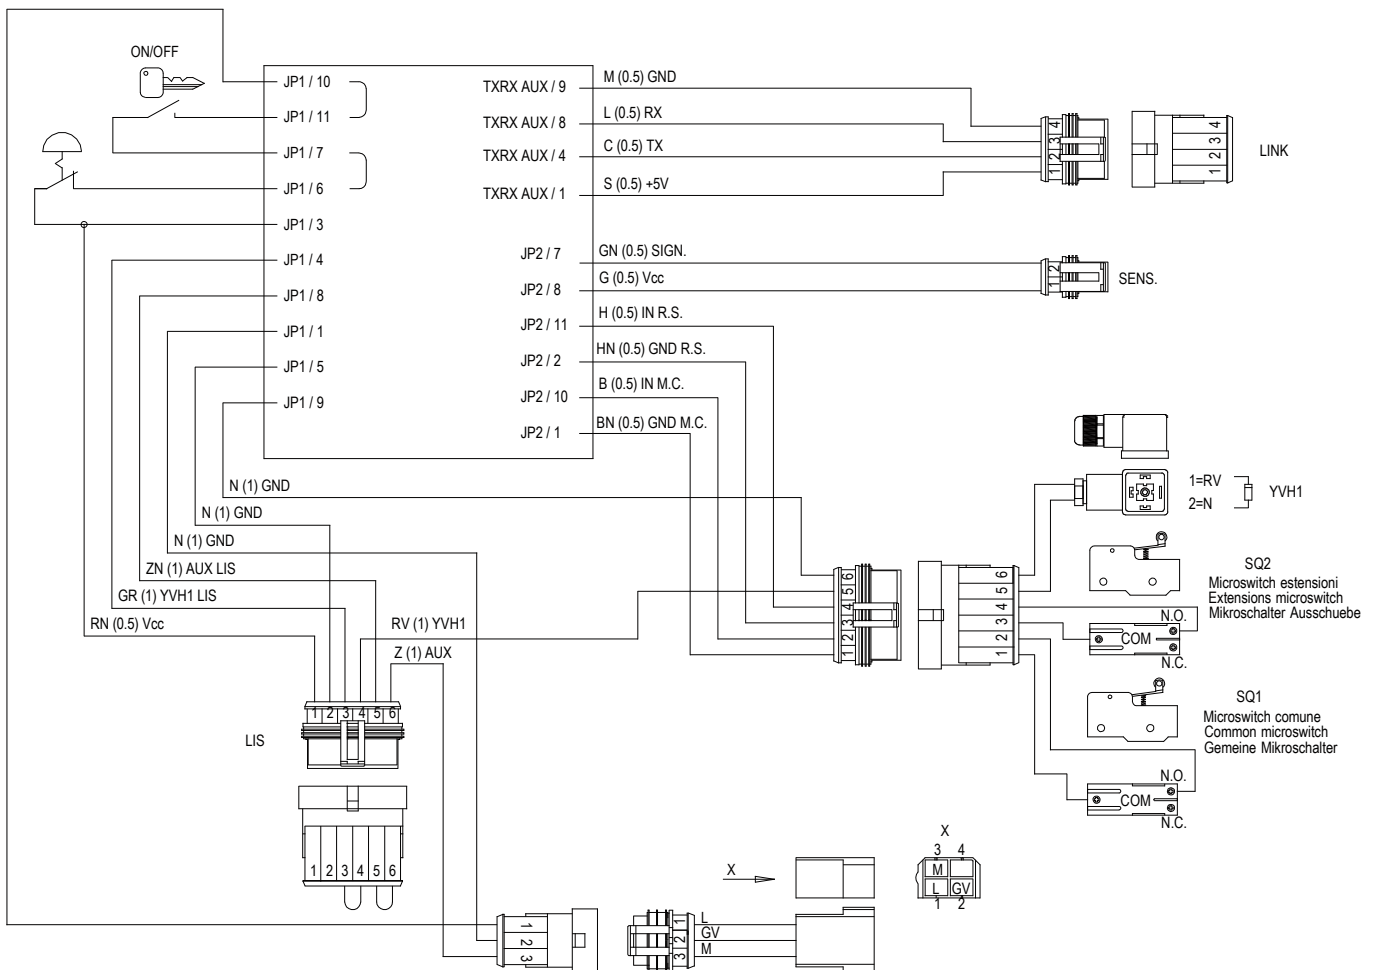 ON/OFF
JP1 / 10
JP1 / 11
JP1 / 7
JP1 / 6
JP1 / 3
JP1 / 4
JP1 / 8
JP1 / 1
JP1 / 5
JP1 / 9
TXRX AUX / 9
TXRX AUX / 8
TXRX AUX / 4
TXRX AUX / 1
JP2 / 7
JP2 / 8
JP2 / 11
JP2 / 2
JP2 / 10
JP2 / 1
M (0.5) GND
L (0.5) RX
C (0.5) TX
S (0.5) +5V
GN (0.5) SIGN.
G (0.5) Vcc
H (0.5) IN R.S.
HN (0.5) GND R.S.
B (0.5) IN M.C.
BN (0.5) GND M.C.
4
3
2
1
4
3
2
1
LINK
2
1
SENS.
N (1) GND
N (1) GND
N (1) GND
ZN (1) AUX LIS
GR (1) YVH1 LIS
RN (0.5) Vcc
RV (1) YVH1
Z (1) AUX
6
5
4
3
2
1
6
5
4
3
2
1
1=RV
2=N
YVH1
SQ2
Microswitch estensioni
Extensions microswitch
Mikroschalter Ausschuebe
N.O.
COM
N.C.
SQ1
Microswitch comune
Common microswitch
Gemeine Mikroschalter
N.O.
COM
N.C.
1 2 3 4 5 6
LIS
1 2 3 4 5 6
1
2
3
1
2
3
L
GV
M
X
X
3 4
M
L GV
1 2